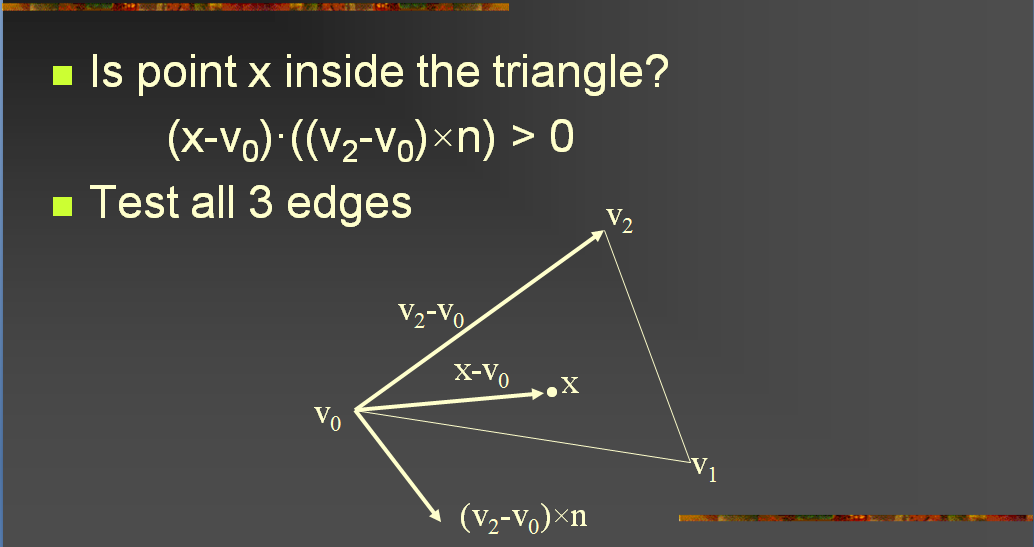 Is point x inside the triangle?
(x-v₀)·((v₂-v₀)×n) > 0
Test all 3 edges
v₂
v₂-v₀
x-v₀
x
v₀
v₁
(v₂-v₀)×n